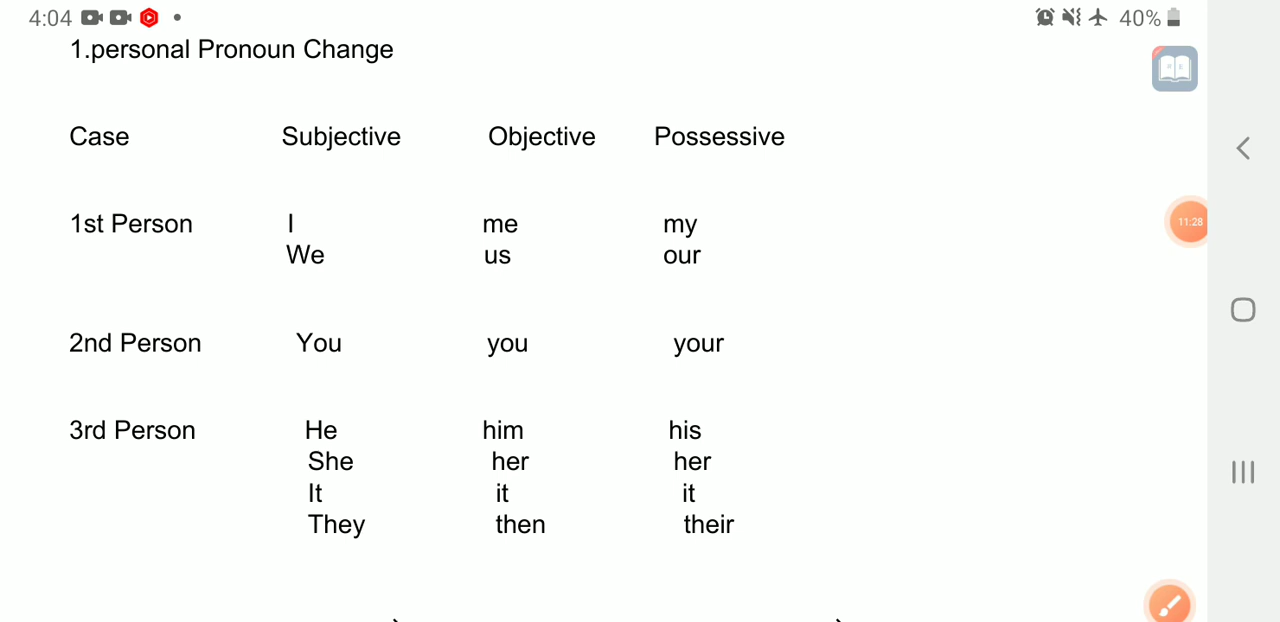 4:04 40%
1.personal Pronoun Change
Case Subjective Objective Possessive
1st Person I me my
We us our
11:28
2nd Person You you your
3rd Person He him his
She her her
It it it
They then their